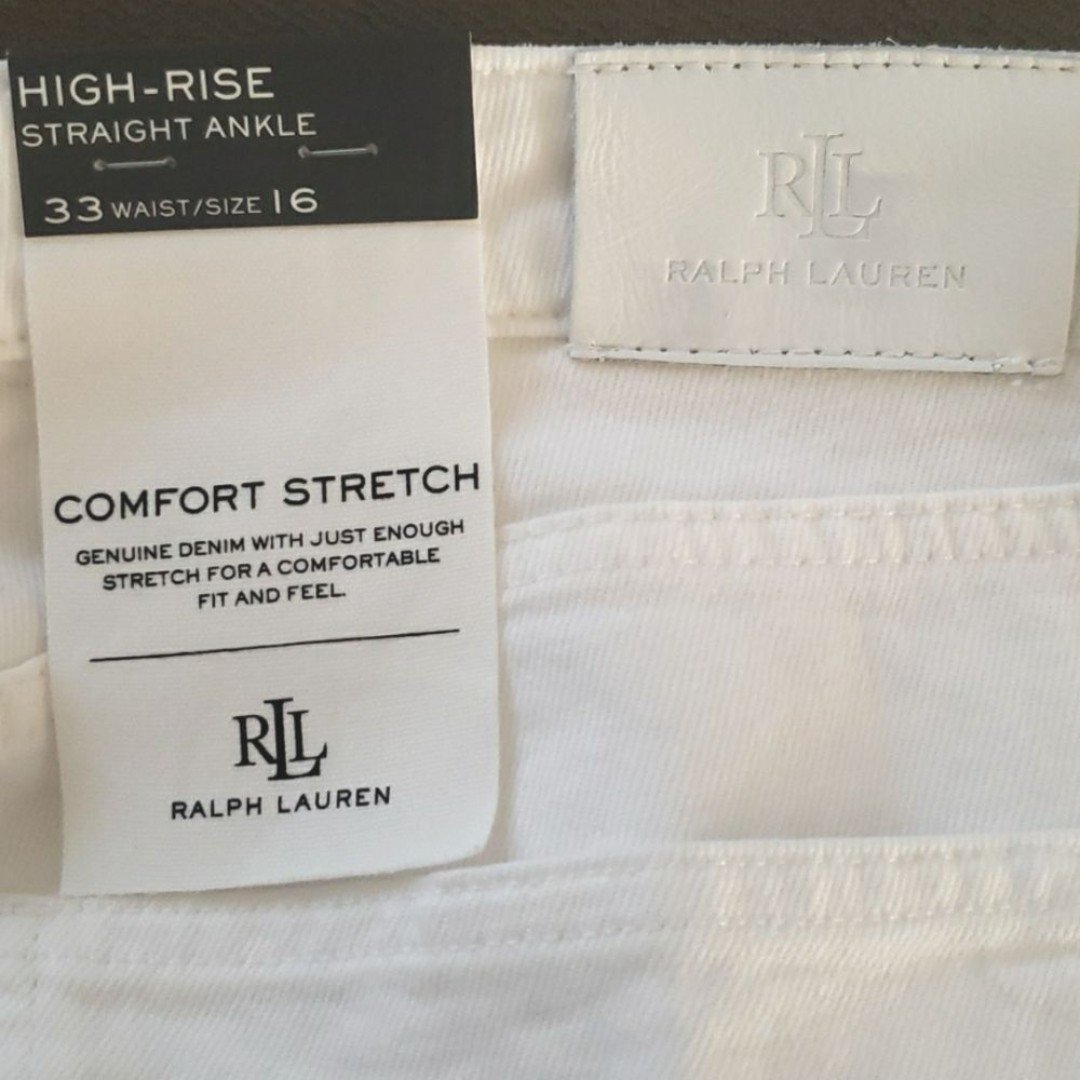 HIGH-RISE
STRAIGHT ANKLE
33 WAIST/SIZE 16
COMFORT STRETCH
GENUINE DENIM WITH JUST ENOUGH
STRETCH FOR A COMFORTABLE
FIT AND FEEL.
RLL
RALPH LAUREN
RLL
RALPH LAUREN